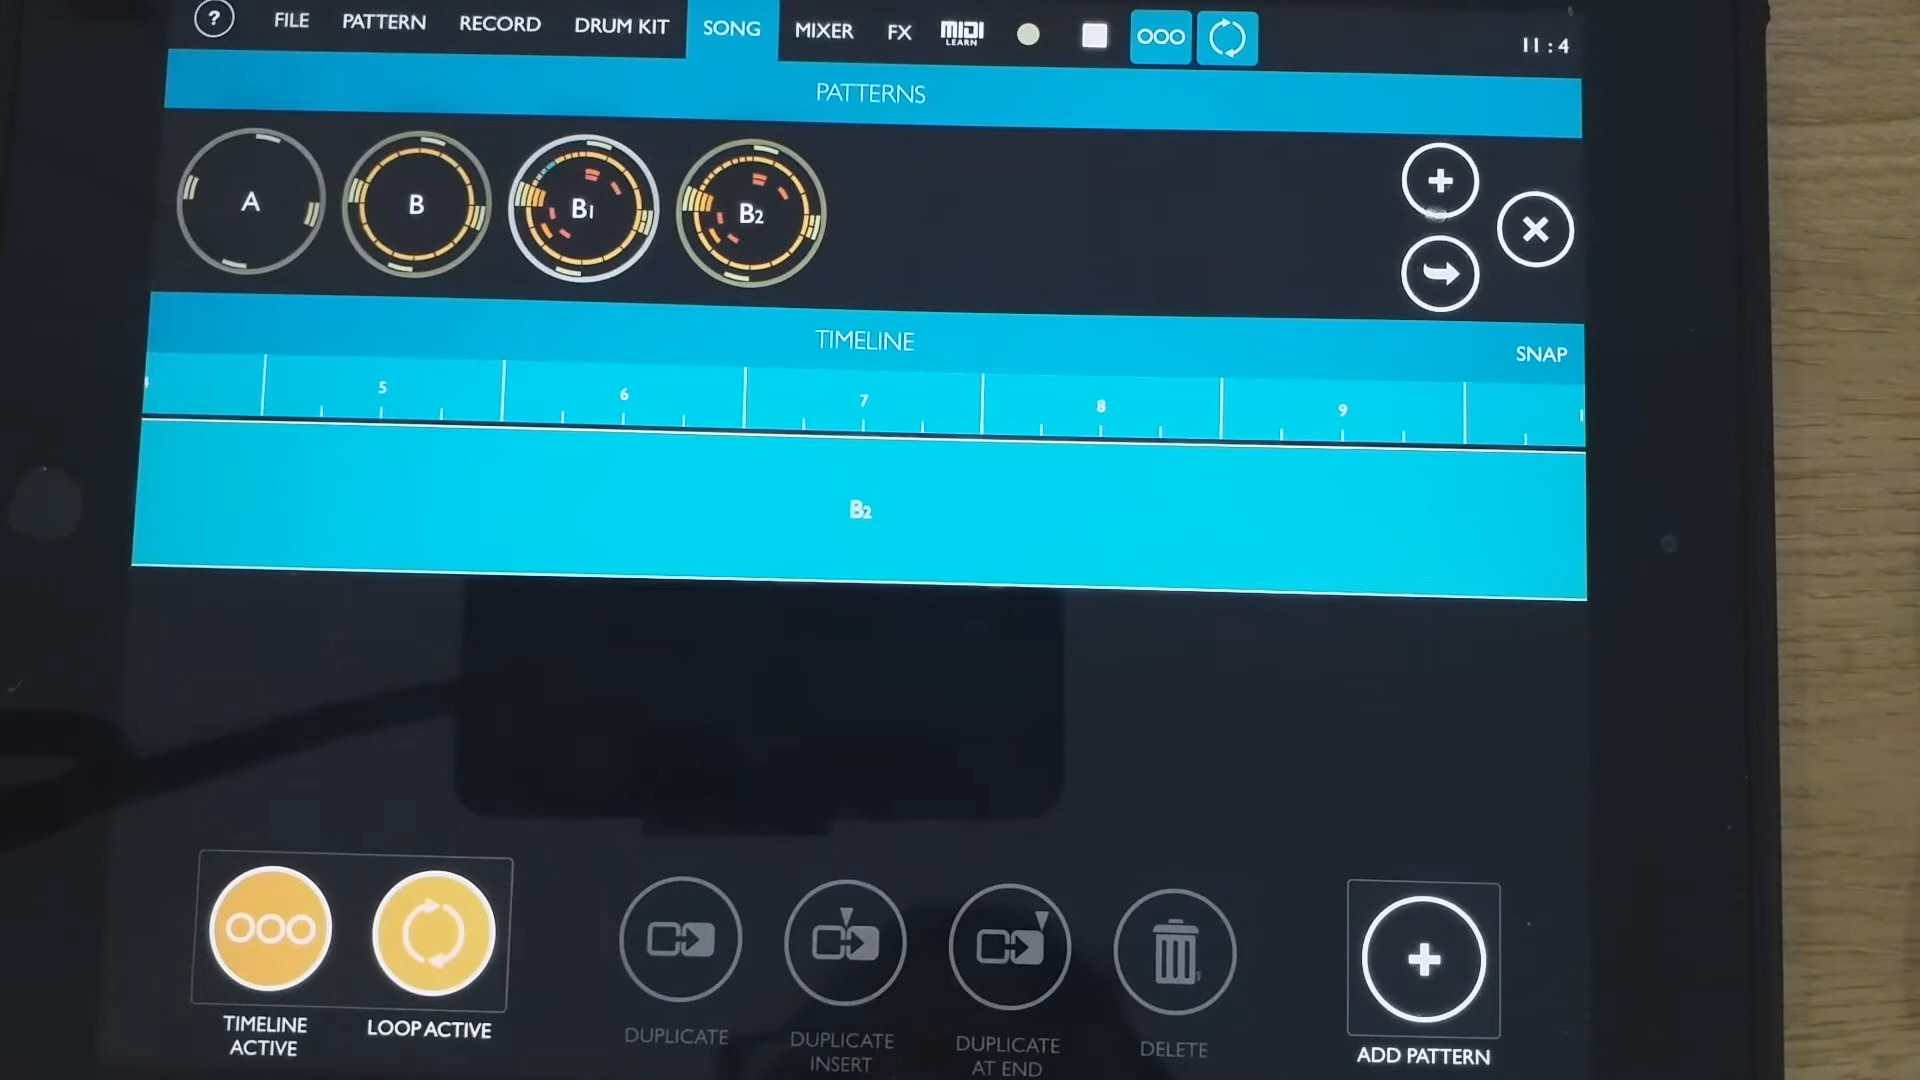 ? FILE PATTERN RECORD DRUM KIT SONG MIXER FX MIDI LEARN 11:4
PATTERNS
A B B1 B2
TIMELINE SNAP
5 6 7 8 9
B2
TIMELINE ACTIVE
LOOP ACTIVE
DUPLICATE
DUPLICATE INSERT
DUPLICATE AT END
DELETE
ADD PATTERN